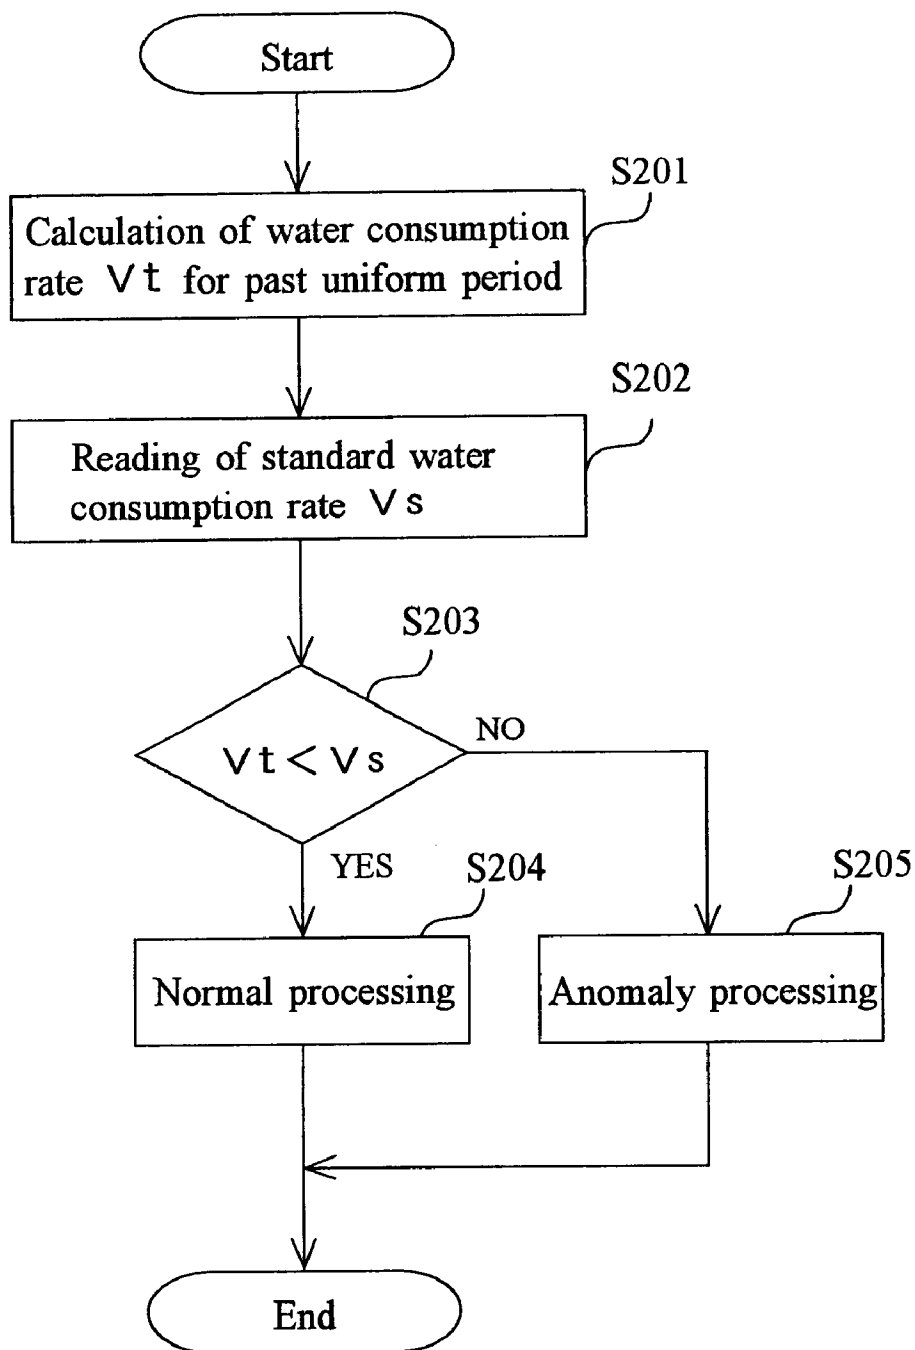 Start
S201
Calculation of water consumption
rate Vt for past uniform period
S202
Reading of standard water
consumption rate Vs
S203
Vt < Vs
NO
YES
S204
S205
Normal processing
Anomaly processing
End